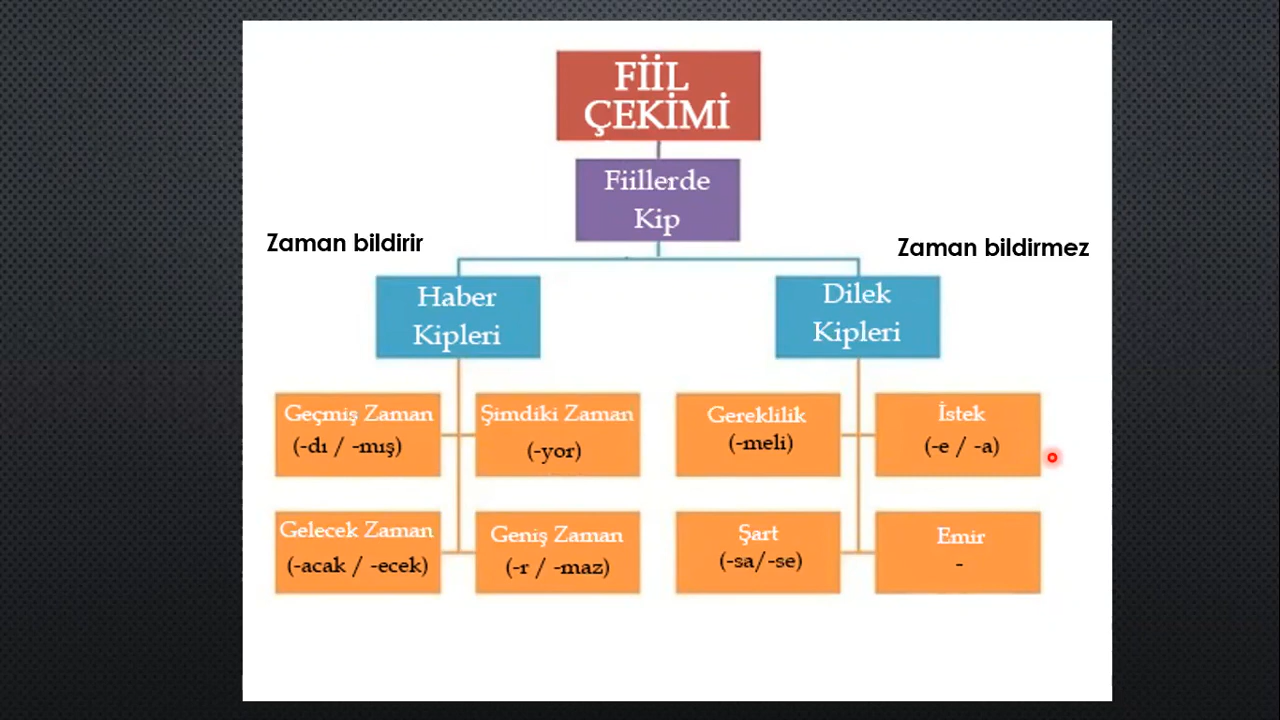 FİİL
ÇEKİMİ
Fiillerde
Kip
Zaman bildirir
Zaman bildirmez
Haber
Kipleri
Dilek
Kipleri
Geçmiş Zaman
(-dı / -mış)
Şimdiki Zaman
(-yor)
Gereklilik
(-meli)
İstek
(-e / -a)
Gelecek Zaman
(-acak / -ecek)
Geniş Zaman
(-r / -maz)
Şart
(-sa/-se)
Emir
-